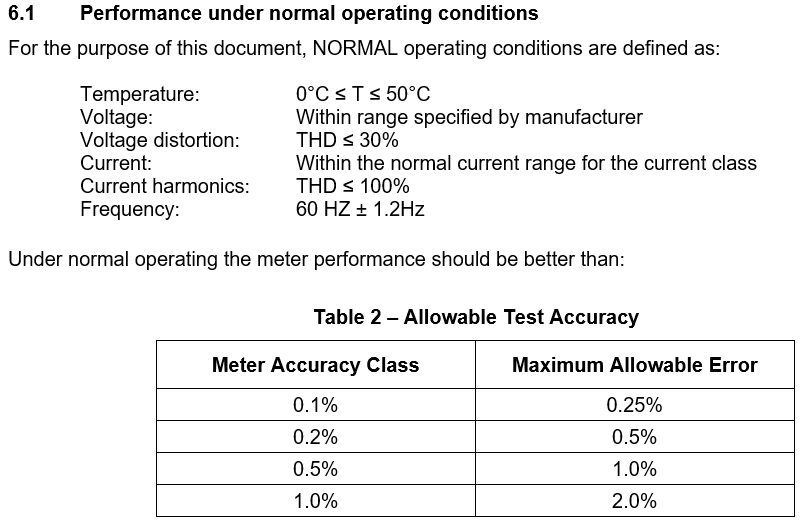 6.1 Performance under normal operating conditions
For the purpose of this document, NORMAL operating conditions are defined as:
Temperature: 0°C ≤ T ≤ 50°C
Voltage: Within range specified by manufacturer
Voltage distortion: THD ≤ 30%
Current: Within the normal current range for the current class
Current harmonics: THD ≤ 100%
Frequency: 60 HZ ± 1.2Hz
Under normal operating the meter performance should be better than:
Table 2 – Allowable Test Accuracy
Meter Accuracy Class Maximum Allowable Error
0.1% 0.25%
0.2% 0.5%
0.5% 1.0%
1.0% 2.0%